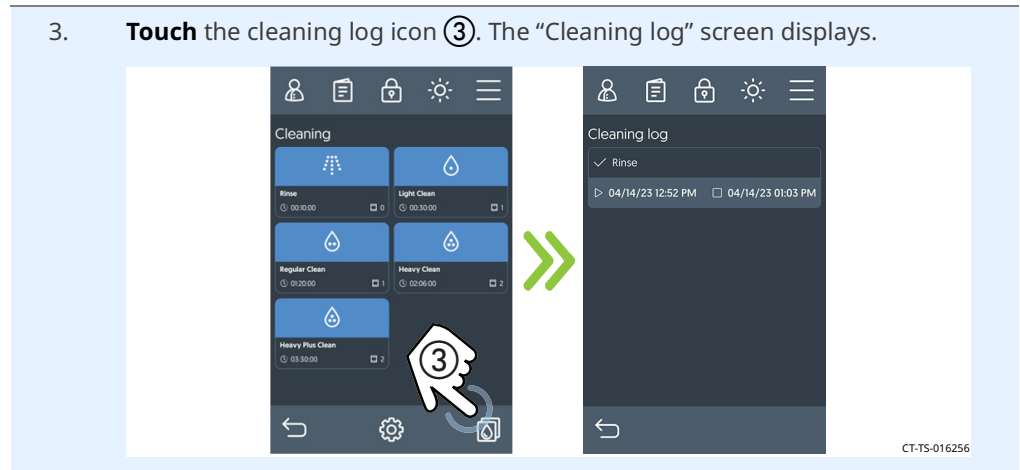 3. Touch the cleaning log icon ③. The “Cleaning log” screen displays.
Cleaning
Rinse
00:10:00 0
Light Clean
00:30:00 1
Regular Clean
01:20:00 1
Heavy Clean
02:06:00 2
Heavy Plus Clean
03:30:00 2
③
Cleaning log
Rinse
04/14/23 12:52 PM 04/14/23 01:03 PM
CT-TS-016256